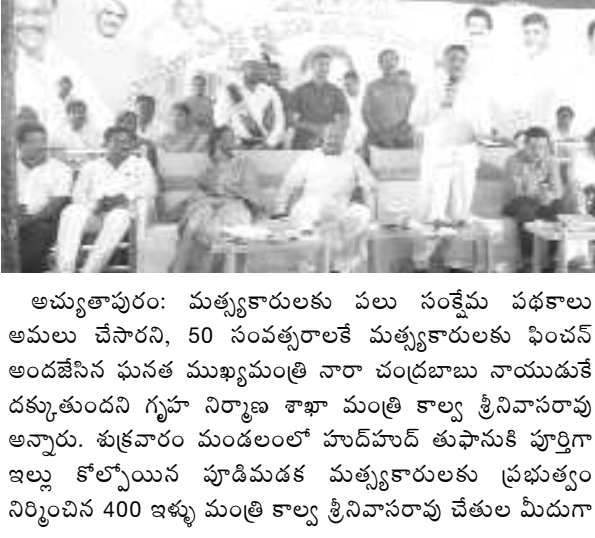 అచ్యుతాపురం: మత్స్యకారులకు పలు సంక్షేమ పథకాలు
అమలు చేసారని, 50 సంవత్సరాలకే మత్స్యకారులకు ఫించన్
అందజేసిన ఘనత ముఖ్యమంత్రి నారా చంద్రబాబు నాయుడుకే
దక్కుతుందని గృహ నిర్మాణ శాఖా మంత్రి కాల్వ శ్రీనివాసరావు
అన్నారు. శుక్రవారం మండలంలో హుద్‌హుద్ తుఫానుకి పూర్తిగా
ఇల్లు కోల్పోయిన పూడిమడక మత్స్యకారులకు ప్రభుత్వం
నిర్మించిన 400 ఇళ్ళు మంత్రి కాల్వ శ్రీనివాసరావు చేతుల మీదుగా